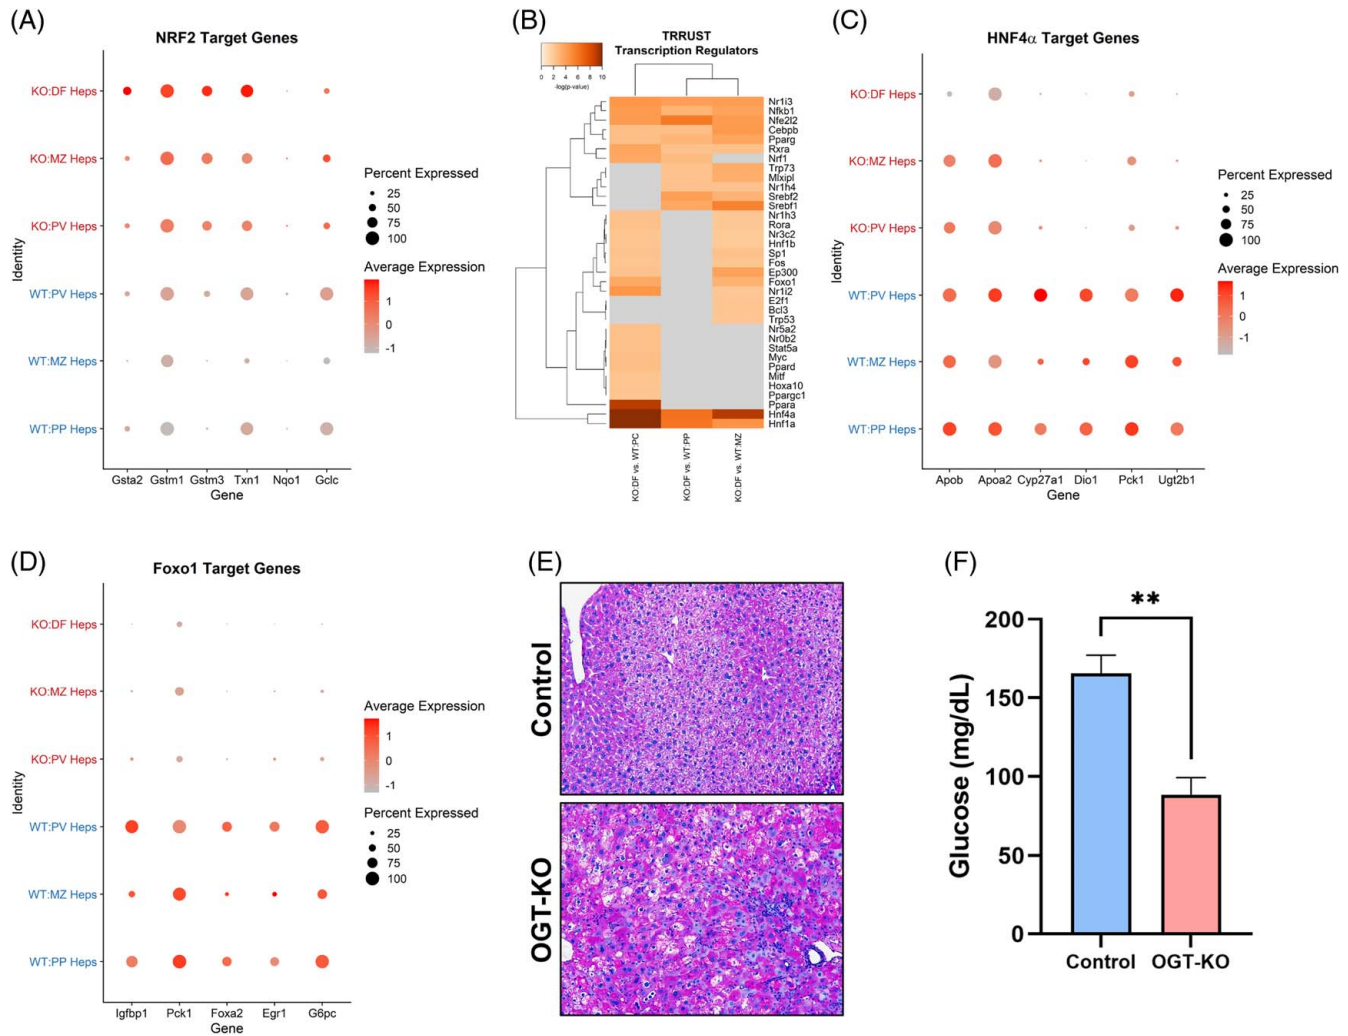 (A)
NRF2 Target Genes
KO:DF Heps
KO:MZ Heps
KO:PV Heps
WT:PV Heps
WT:MZ Heps
WT:PP Heps
Identity
Gsta2 Gstm1 Gstm3 Txn1 Nqo1 Gclc
Gene
Percent Expressed
25
50
75
100
Average Expression
1
0
-1
(B)
TRRUST
Transcription Regulators
0 2 4 6 8 10
-log(p-value)
Nr1i3
Nfkb1
Nfe2l2
Cebpb
Pparg
Rxra
Nrf1
Trp73
Mlxipl
Nr1h4
Srebf2
Srebf1
Nr1h3
Rora
Nr3c2
Hnf1b
Sp1
Fos
Ep300
Foxo1
Nr1i2
E2f1
Bcl3
Trp53
Nr5a2
Nr0b2
Stat5a
Myc
Ppard
Mitf
Hoxa10
Ppargc1
Ppara
Hnf4a
Hnf1a
KO:DF vs. WT:PC
KO:DF vs. WT:PP
KO:DF vs. WT:MZ
(C)
HNF4α Target Genes
KO:DF Heps
KO:MZ Heps
KO:PV Heps
WT:PV Heps
WT:MZ Heps
WT:PP Heps
Identity
Apob Apoa2 Cyp27a1 Dio1 Pck1 Ugt2b1
Gene
Percent Expressed
25
50
75
100
Average Expression
1
0
-1
(D)
Foxo1 Target Genes
KO:DF Heps
KO:MZ Heps
KO:PV Heps
WT:PV Heps
WT:MZ Heps
WT:PP Heps
Identity
Igfbp1 Pck1 Foxa2 Egr1 G6pc
Gene
Average Expression
1
0
-1
Percent Expressed
25
50
75
100
(E)
Control
OGT-KO
(F)
**
200
150
100
50
0
Glucose (mg/dL)
Control OGT-KO